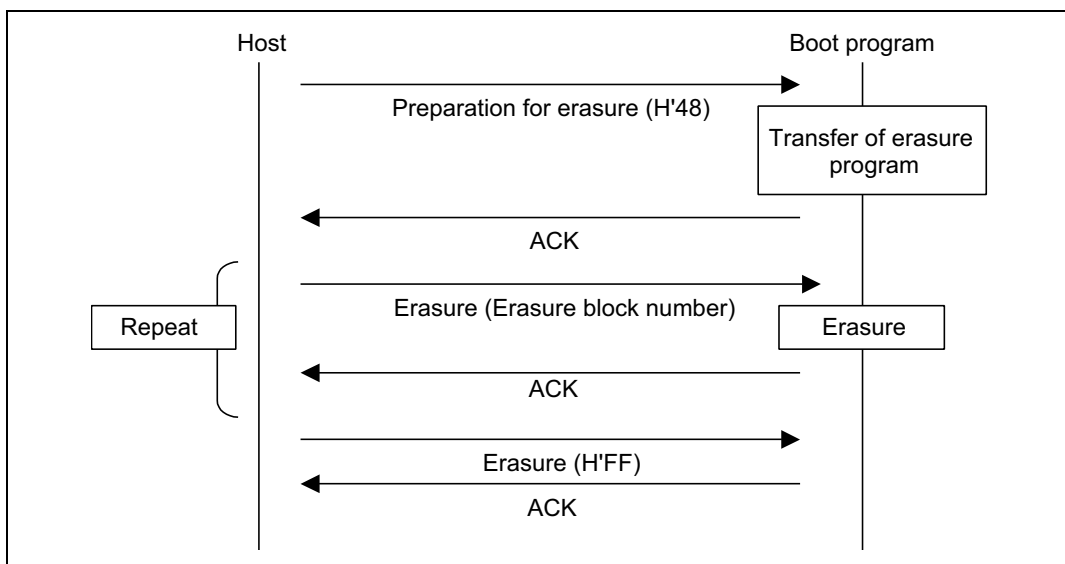 Host
Boot program
Preparation for erasure (H'48)
Transfer of erasure
program
ACK
Erasure (Erasure block number)
Repeat
Erasure
ACK
Erasure (H'FF)
ACK